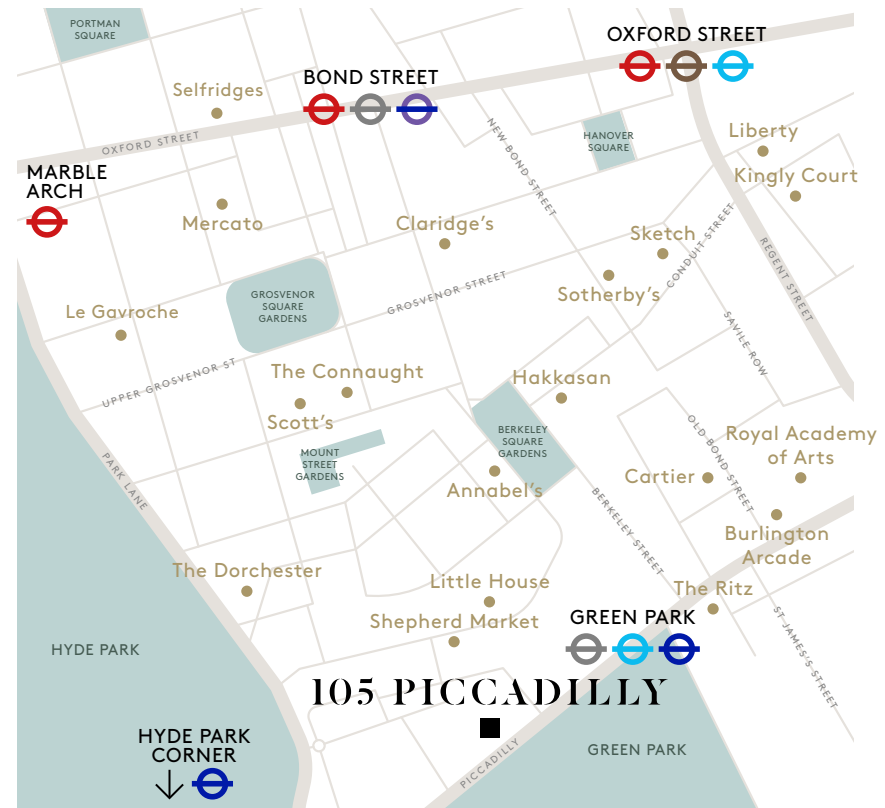 PORTMAN
SQUARE
OXFORD STREET
BOND STREET
Selfridges
OXFORD STREET
NEW BOND STREET
HANOVER
SQUARE
Liberty
MARBLE
ARCH
Kingly Court
Mercato
Claridge's
Sketch
CONDUIT STREET
REGENT STREET
Sotherby's
GROSVENOR
SQUARE
GARDENS
GROSVENOR STREET
Le Gavroche
SAVILE ROW
UPPER GROSVENOR ST
The Connaught
Hakkasan
Scott's
BERKELEY
SQUARE
GARDENS
OLD BOND STREET
Royal Academy
of Arts
MOUNT
STREET
GARDENS
PARK LANE
Cartier
Annabel's
BERKELEY STREET
Burlington
Arcade
The Dorchester
Little House
The Ritz
Shepherd Market
GREEN PARK
ST JAMES'S STREET
HYDE PARK
105 PICCADILLY
HYDE PARK
CORNER
PICCADILLY
GREEN PARK